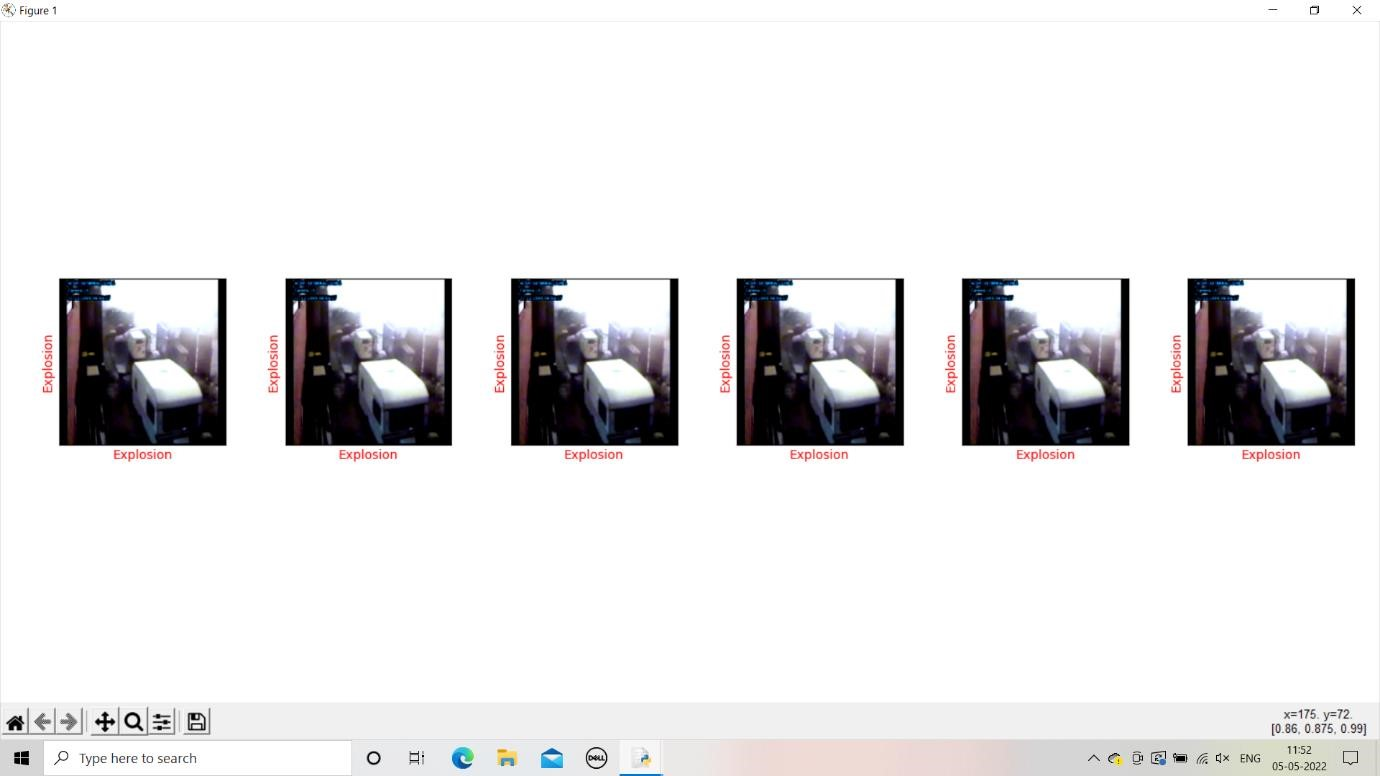 Figure 1
Explosion
Explosion
Explosion
Explosion
Explosion
Explosion
Explosion
Explosion
Explosion
Explosion
Explosion
Explosion
x=175. y=72.
[0.86, 0.875, 0.99]
Type here to search
DELL
ENG
11:52
05-05-2022